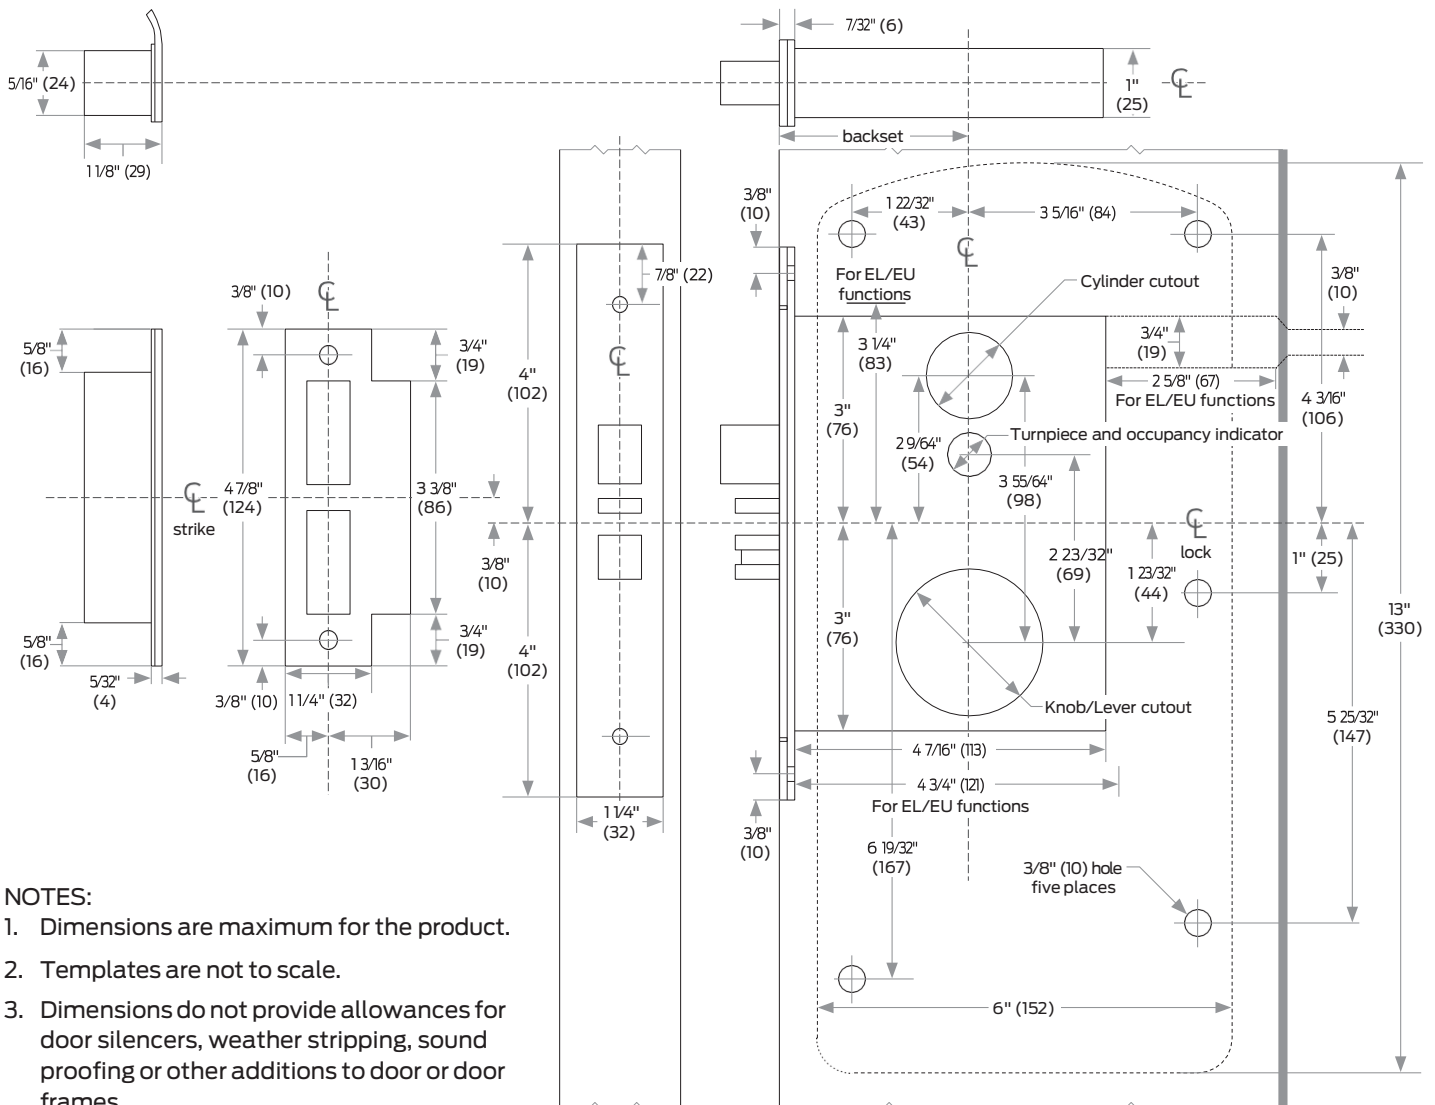 7/32" (6)
5/16" (24)
1"
(25)
℄
backset
1 1/8" (29)
3/8"
(10)
1 22/32"
(43)
3 5/16" (84)
℄
7/8" (22)
For EL/EU
functions
Cylinder cutout
3/8"
(10)
3/8" (10)
℄
5/8"
(16)
3/4"
(19)
℄
4"
(102)
3 1/4"
(83)
3/4"
(19)
2 5/8" (67)
For EL/EU functions
4 3/16"
(106)
3"
(76)
2 9/64"
(54)
Turnpiece and occupancy indicator
3 55/64"
(98)
℄
strike
4 7/8"
(124)
3 3/8"
(86)
℄
lock
3/8"
(10)
2 23/32"
(69)
1 23/32"
(44)
1" (25)
13"
(330)
5/8"
(16)
3/4"
(19)
4"
(102)
3"
(76)
5/32"
(4)
3/8" (10)
1 1/4" (32)
Knob/Lever cutout
5 25/32"
(147)
5/8"
(16)
1 3/16"
(30)
4 7/16" (113)
4 3/4" (121)
For EL/EU functions
1 1/4"
(32)
3/8"
(10)
6 19/32"
(167)
3/8" (10) hole
five places
6" (152)
NOTES:
1. Dimensions are maximum for the product.
2. Templates are not to scale.
3. Dimensions do not provide allowances for
door silencers, weather stripping, sound
proofing or other additions to door or door
frames